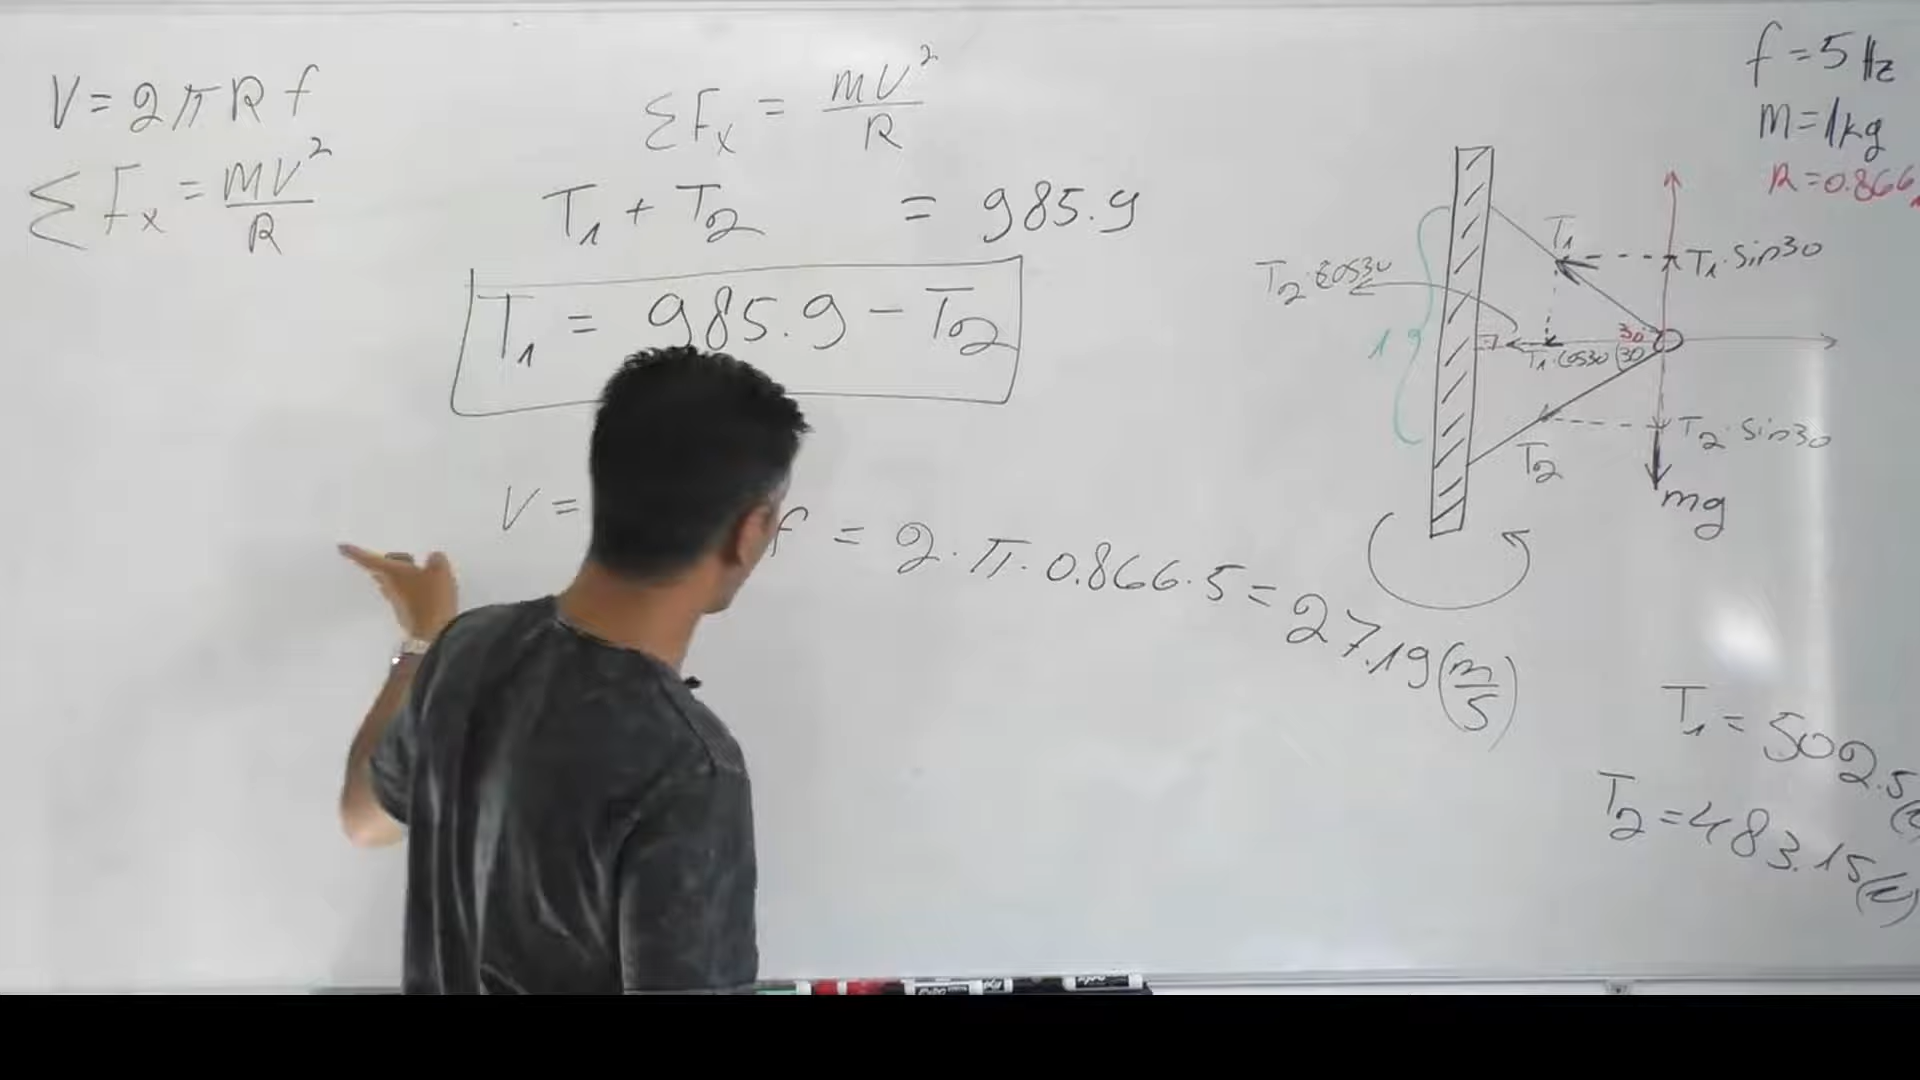 V = 2πRf
ΣFx = mv²/R
ΣFx = mv²/R
T1 + T2 = 985.9
T1 = 985.9 - T2
V =
f = 2·π·0.866·5 = 27.19 (m/s)
f = 5 Hz
m = 1kg
R = 0.866
T1
T1·sin30
T2·cos30
30°
T1·cos30
30
T2·sin30
T2
mg
T1 = 502.5
T2 = 483.15